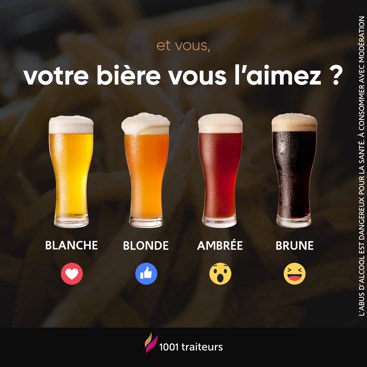 et vous,
votre bière vous l'aimez ?
BLANCHE
BLONDE
AMBRÉE
BRUNE
1001 traiteurs
L'ABUS D'ALCOOL EST DANGEREUX POUR LA SANTÉ. À CONSOMMER AVEC MODÉRATION